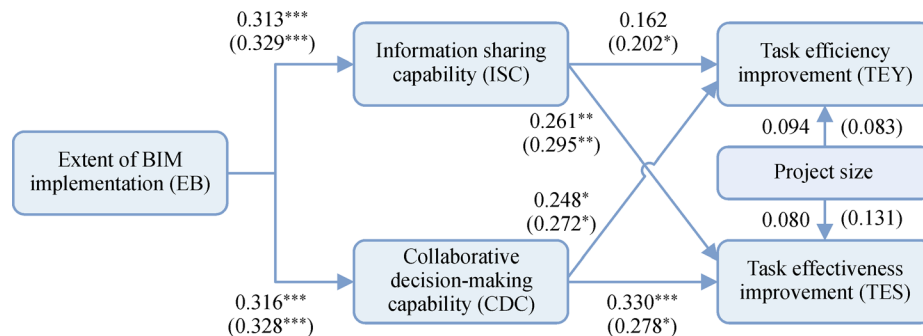 0.313***
(0.329***)
Information sharing
capability (ISC)
0.162
(0.202*)
Task efficiency
improvement (TEY)
0.261**
(0.295**)
0.094
(0.083)
Extent of BIM
implementation (EB)
Project size
0.248*
(0.272*)
0.080
(0.131)
Collaborative
decision-making
capability (CDC)
Task effectiveness
improvement (TES)
0.316***
(0.328***)
0.330***
(0.278*)